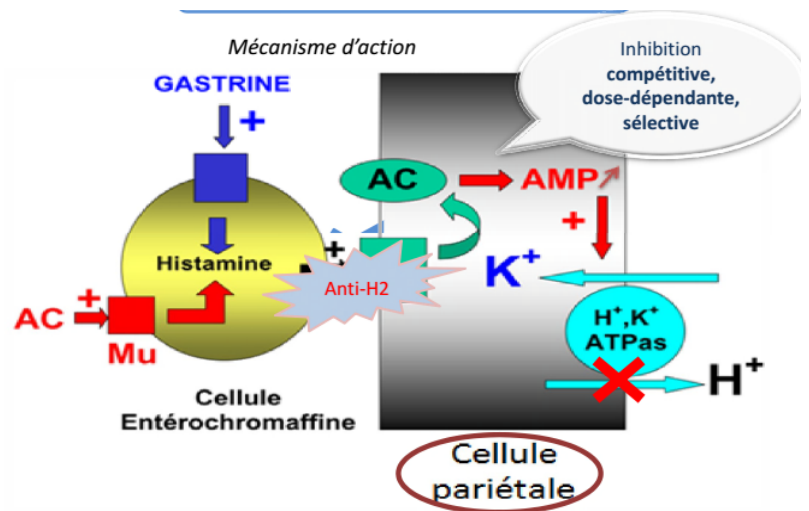 Mécanisme d'action
Inhibition
compétitive,
dose-dépendante,
sélective
GASTRINE
+
AC
AMP
+
Histamine
+
Anti-H2
K+
AC
+
Mu
H+,K+
ATPas
H+
Cellule
Entérochromaffine
Cellule
pariétale